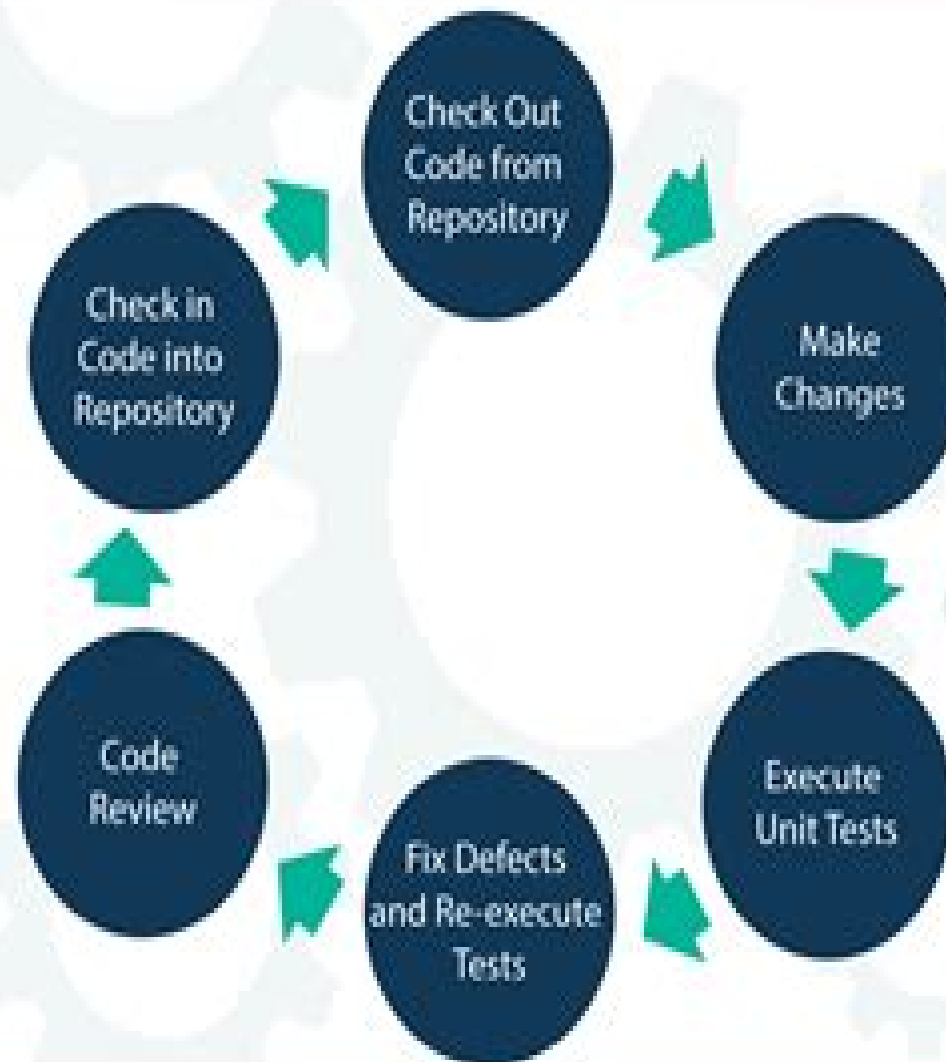 Check Out
Code from
Repository
Make
Changes
Execute
Unit Tests
Fix Defects
and Re-execute
Tests
Code
Review
Check in
Code into
Repository